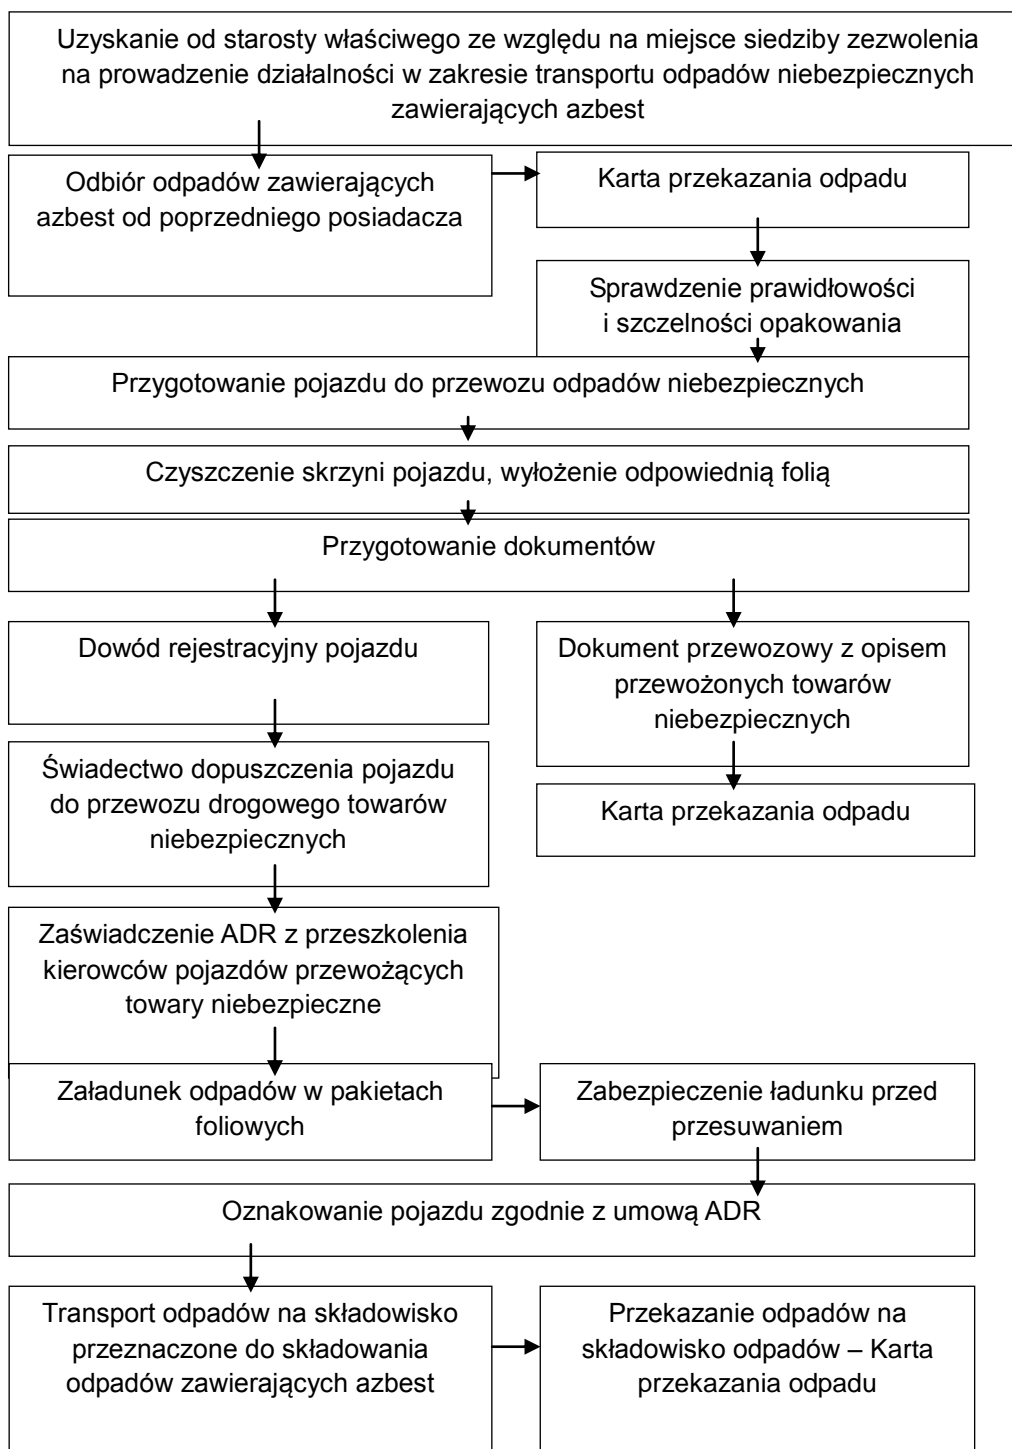 Uzyskanie od starosty właściwego ze względu na miejsce siedziby zezwolenia
na prowadzenie działalności w zakresie transportu odpadów niebezpiecznych
zawierających azbest
Odbiór odpadów zawierających
azbest od poprzedniego posiadacza
Karta przekazania odpadu
Sprawdzenie prawidłowości
i szczelności opakowania
Przygotowanie pojazdu do przewozu odpadów niebezpiecznych
Czyszczenie skrzyni pojazdu, wyłożenie odpowiednią folią
Przygotowanie dokumentów
Dowód rejestracyjny pojazdu
Dokument przewozowy z opisem
przewożonych towarów
niebezpiecznych
Świadectwo dopuszczenia pojazdu
do przewozu drogowego towarów
niebezpiecznych
Karta przekazania odpadu
Zaświadczenie ADR z przeszkolenia
kierowców pojazdów przewożących
towary niebezpieczne
Załadunek odpadów w pakietach
foliowych
Zabezpieczenie ładunku przed
przesuwaniem
Oznakowanie pojazdu zgodnie z umową ADR
Transport odpadów na składowisko
przeznaczone do składowania
odpadów zawierających azbest
Przekazanie odpadów na
składowisko odpadów – Karta
przekazania odpadu